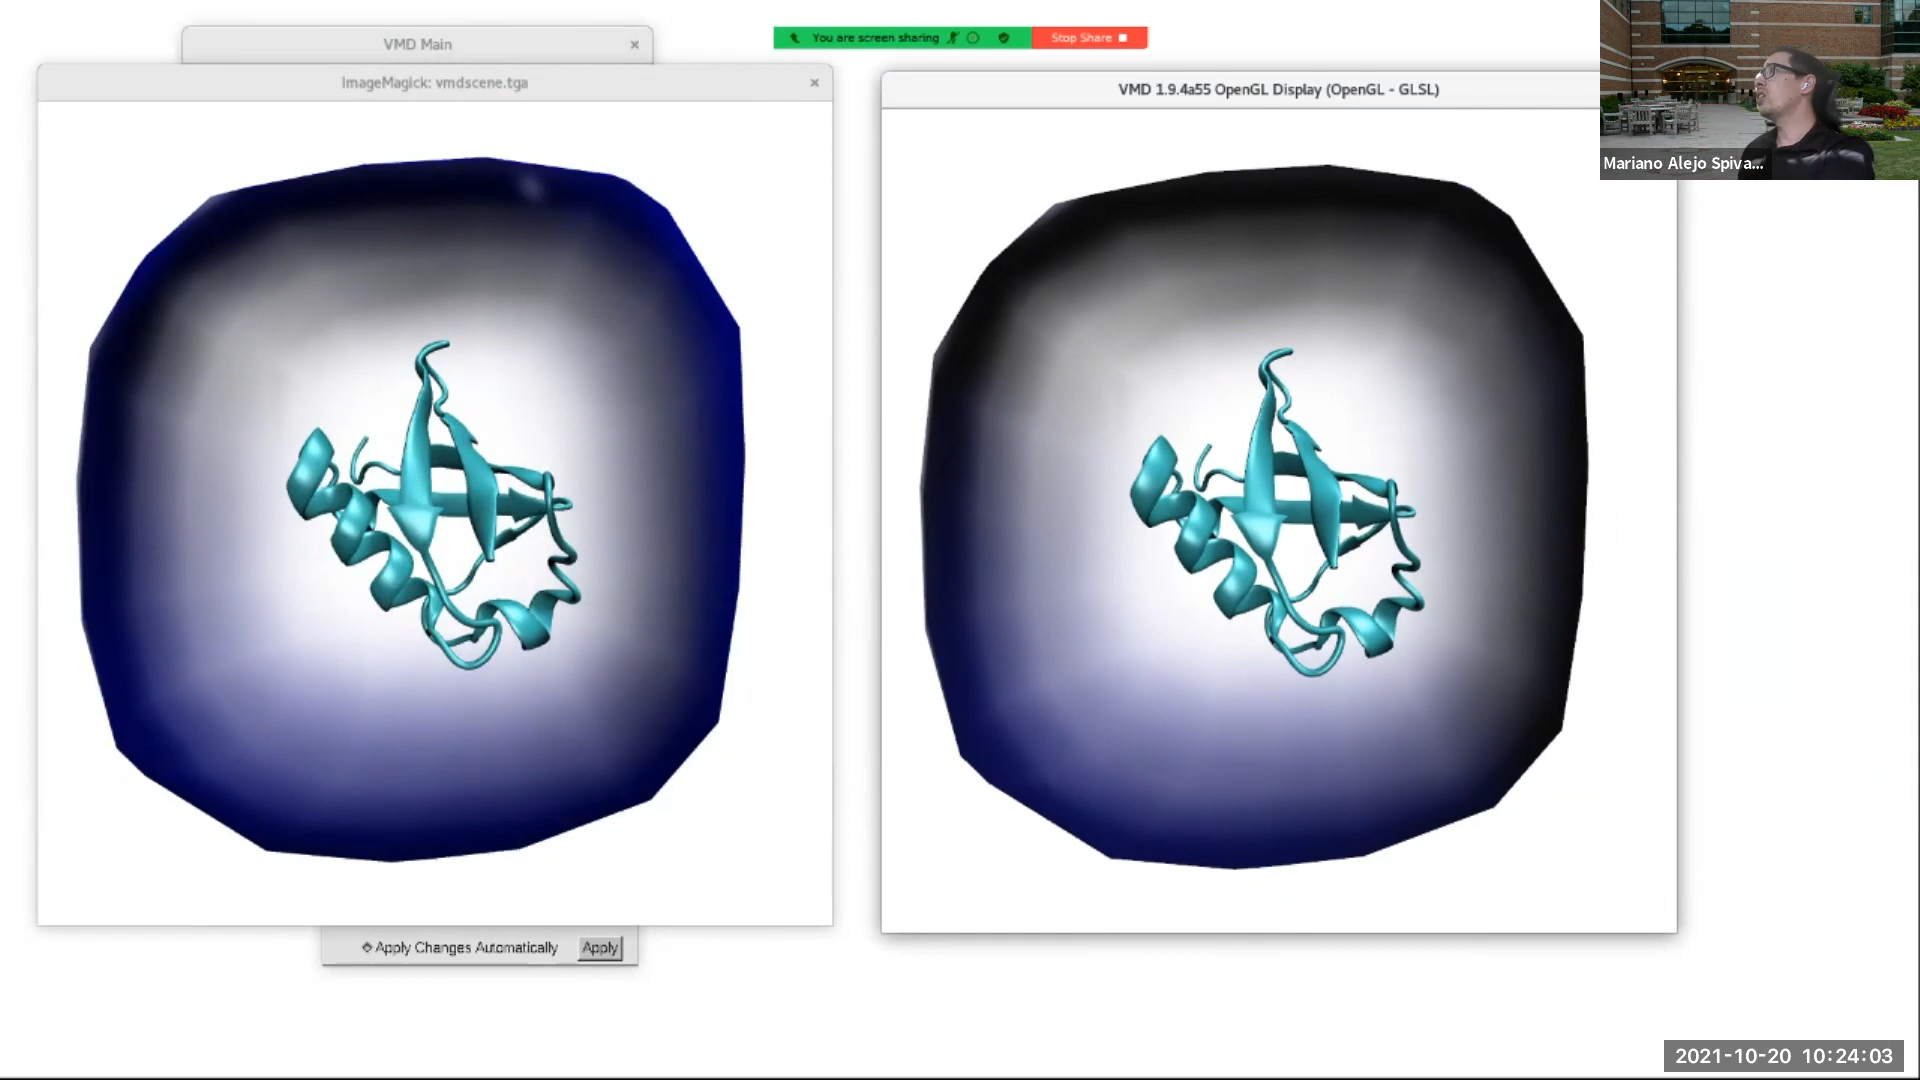 VMD Main
You are screen sharing
Stop Share
ImageMagick: vmdscene.tga
VMD 1.9.4a55 OpenGL Display (OpenGL - GLSL)
Mariano Alejo Spiva...
Apply Changes Automatically
Apply
2021-10-20 10:24:03